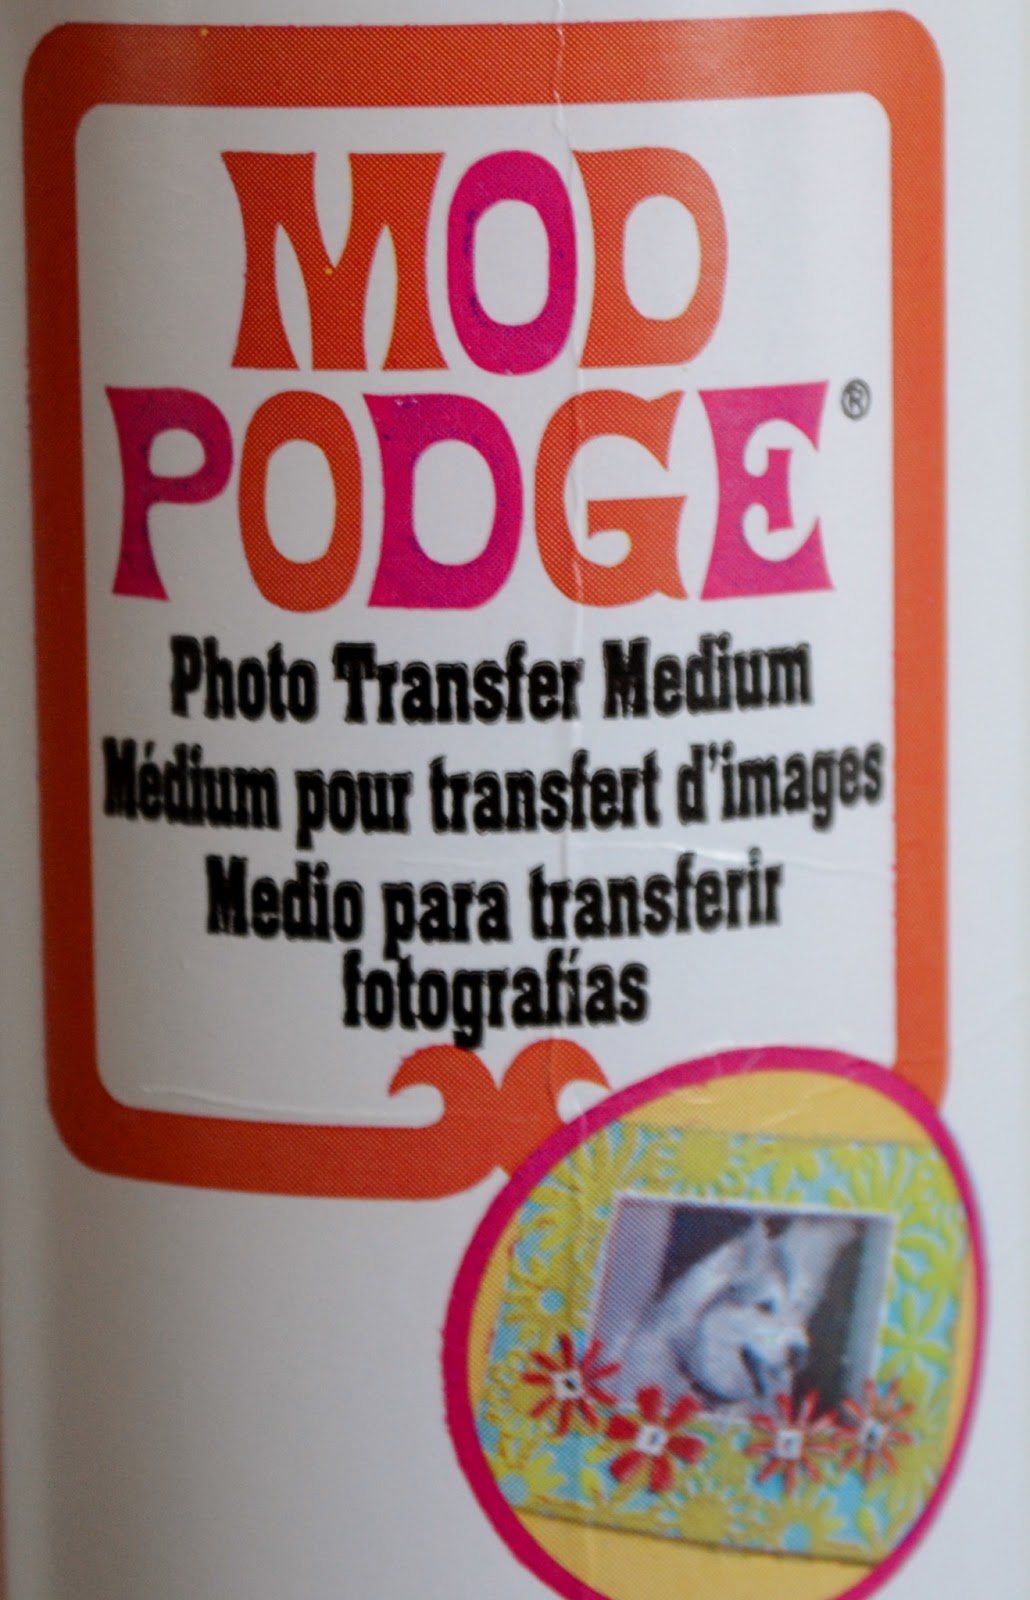 MOD
PODGE®
Photo Transfer Medium
Médium pour transfert d'images
Medio para transferir
fotografías